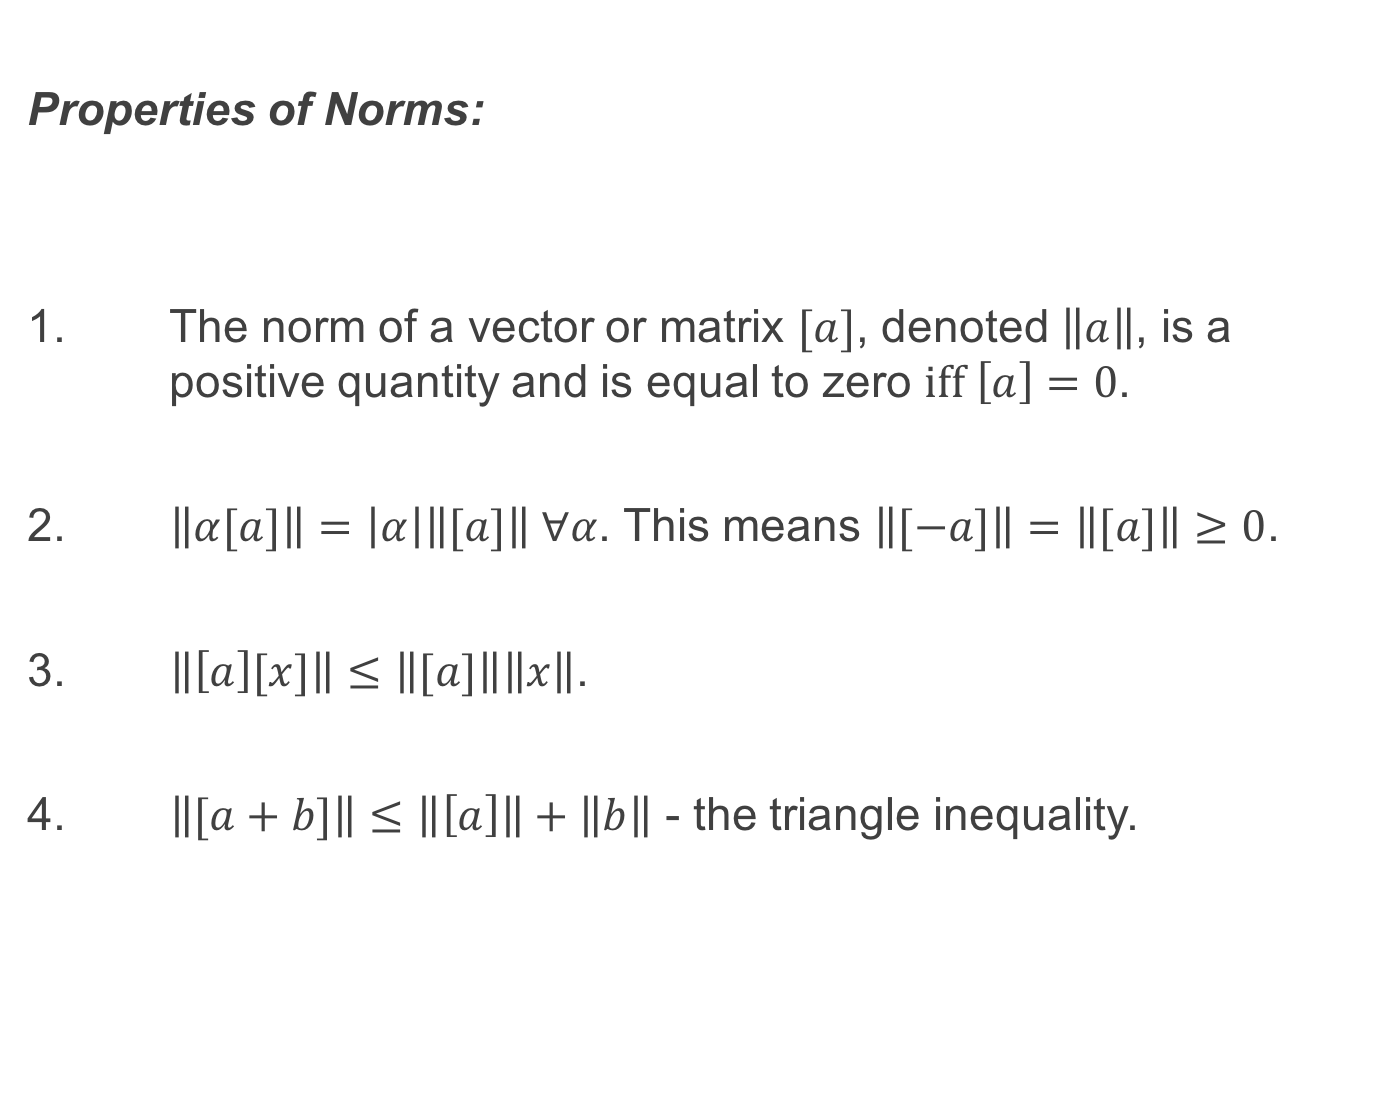 Properties of Norms:
1. The norm of a vector or matrix [𝑎], denoted ‖𝑎‖, is a
positive quantity and is equal to zero iff [𝑎] = 0.
2. ‖𝛼[𝑎]‖ = |𝛼|‖[𝑎]‖ ∀𝛼. This means ‖[−𝑎]‖ = ‖[𝑎]‖ ≥ 0.
3. ‖[𝑎][𝑥]‖ ≤ ‖[𝑎]‖‖𝑥‖.
4. ‖[𝑎 + 𝑏]‖ ≤ ‖[𝑎]‖ + ‖𝑏‖ - the triangle inequality.